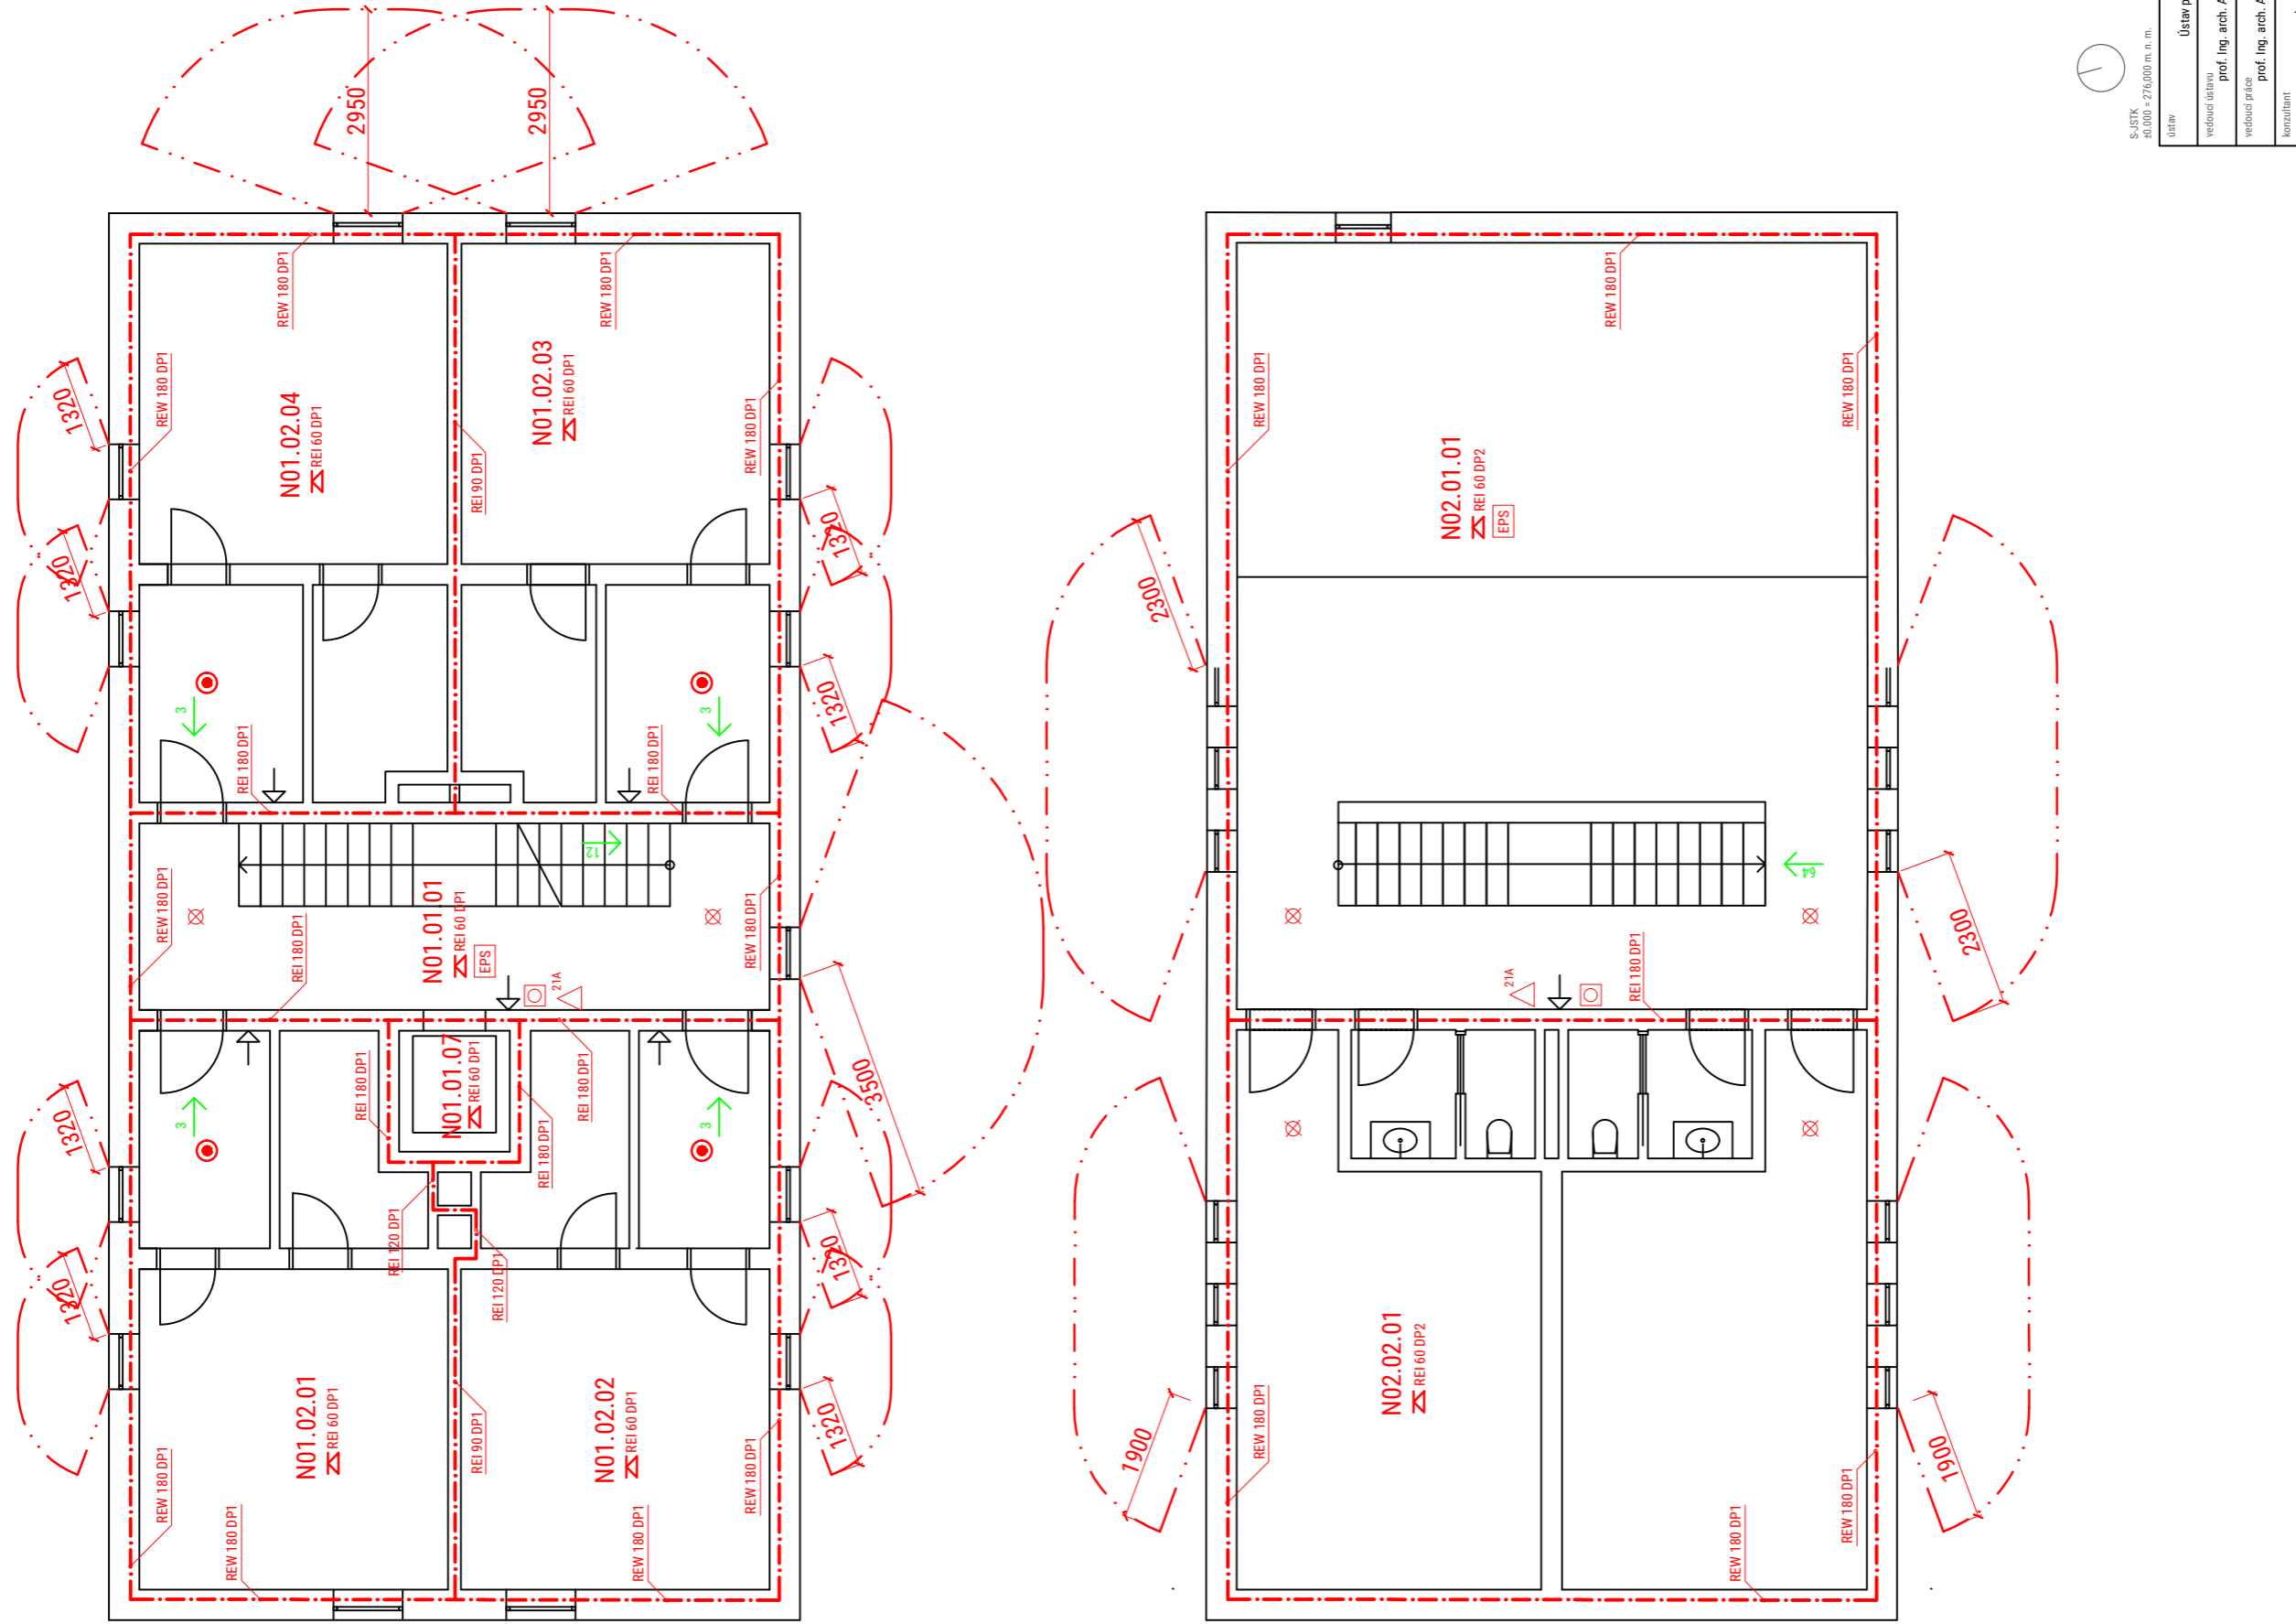 2950
2950
REW 180 DP1
REW 180 DP1
REW 180 DP1
1320
1320
N01.02.04
REI 60 DP1
N01.02.03
REI 60 DP1
REI 90 DP1
REW 180 DP1
1320
1320
3
3
REI 180 DP1
REI 180 DP1
12
REW 180 DP1
REI 180 DP1
N01.01.01
REI 60 DP1
EPS
21A
REW 180 DP1
3500
N01.01.07
REI 60 DP1
REI 180 DP1
REI 180 DP1
REI 180 DP1
3
3
1320
1320
REI 120 DP1
REI 120 DP1
1320
1320
N01.02.01
REI 60 DP1
REI 90 DP1
N01.02.02
REI 60 DP1
REW 180 DP1
REW 180 DP1
REW 180 DP1
REW 180 DP1
REW 180 DP1
REW 180 DP1
REW 180 DP1
N02.01.01
REI 60 DP2
EPS
2300
2300
64
21A
REI 180 DP1
N02.02.01
REI 60 DP2
1900
1900
REW 180 DP1
REW 180 DP1
REW 180 DP1
S-JSTK
±0.000 = 276,000 m. n. m.
ústav
Ústav p
vedoucí ústavu
prof. Ing. arch. A
vedoucí práce
prof. Ing. arch. A
konzultant